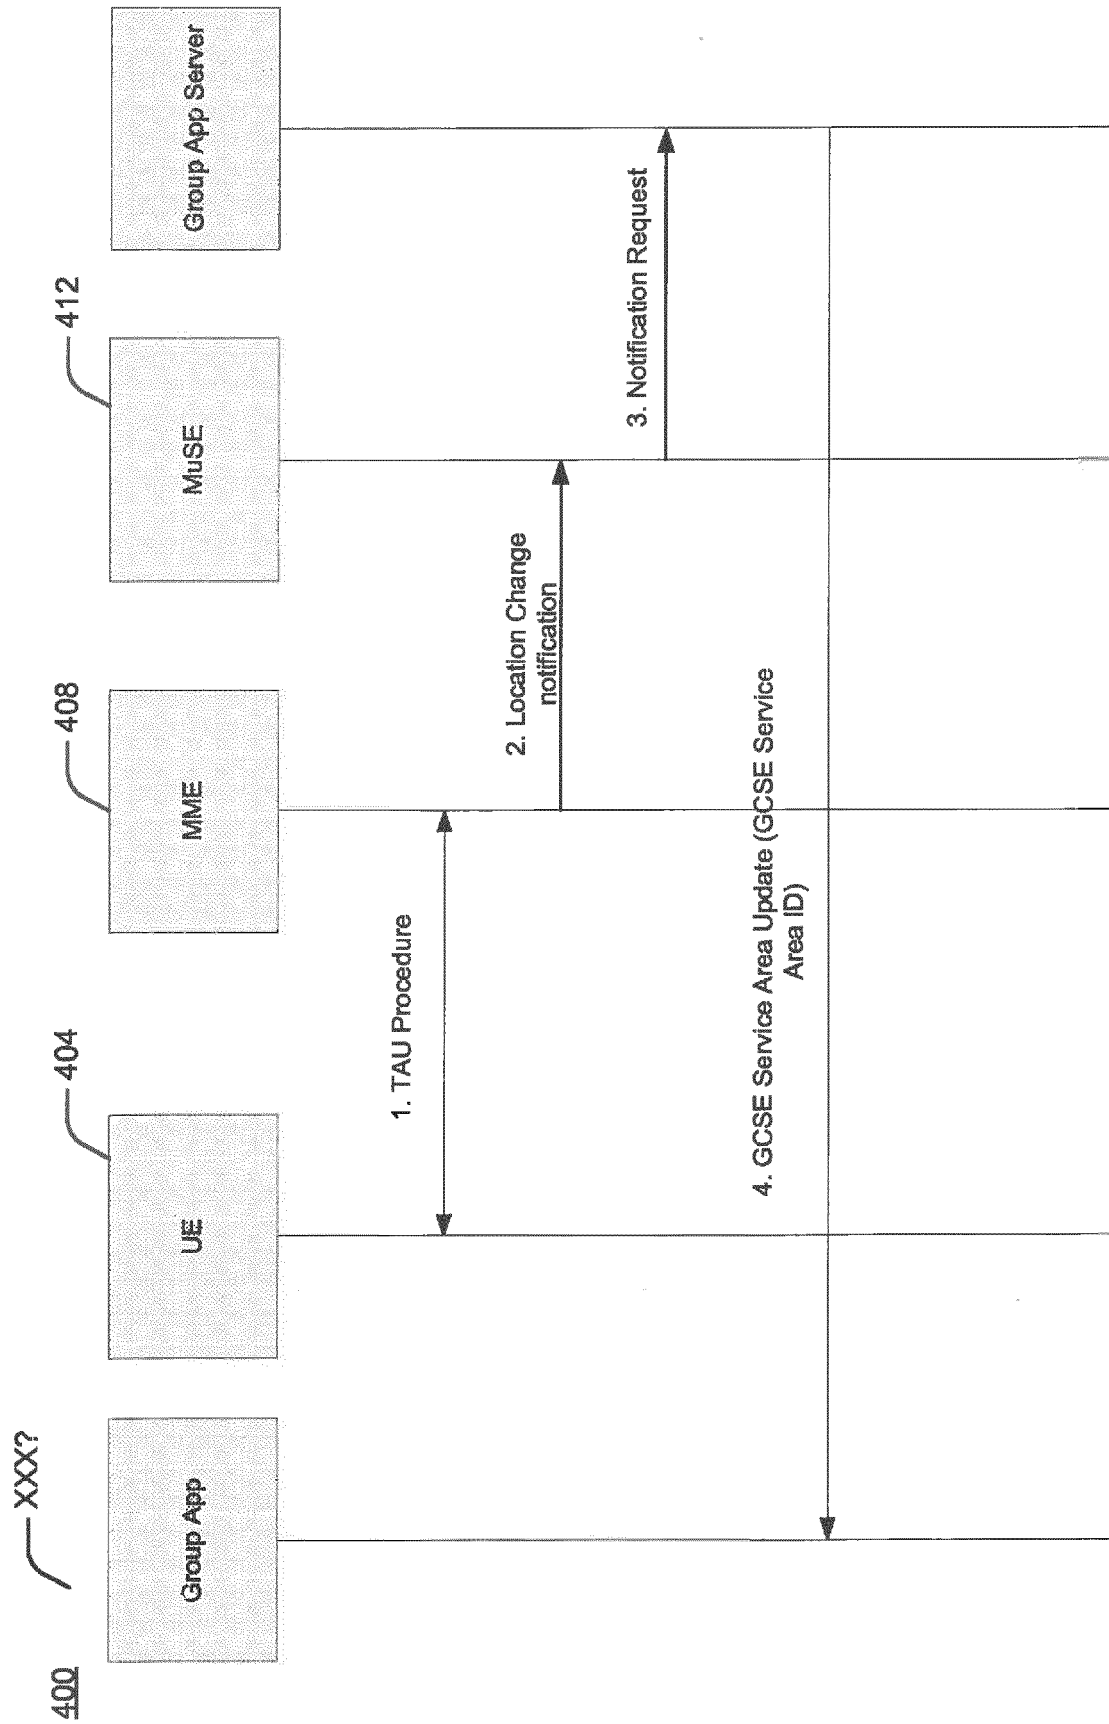 400
XXX?
404
408
412
Group App
UE
MME
MuSE
Group App Server
1. TAU Procedure
2. Location Change
notification
3. Notification Request
4. GCSE Service Area Update (GCSE Service
Area ID)